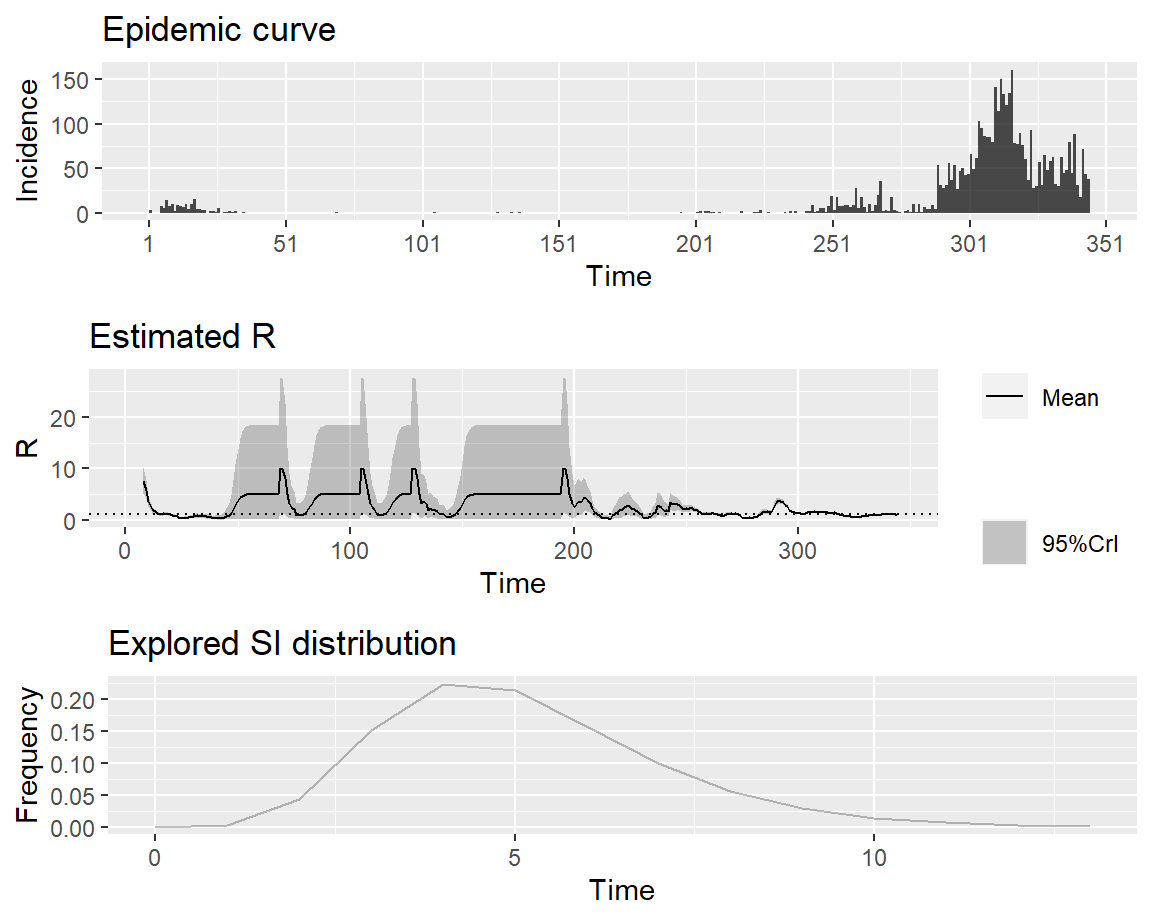 Epidemic curve
Incidence
150
100
50
0
1 51 101 151 201 251 301 351
Time
Estimated R
R
20
10
0
0 100 200 300
Time
Mean
95%CrI
Explored SI distribution
Frequency
0.20
0.15
0.10
0.05
0.00
0 5 10
Time